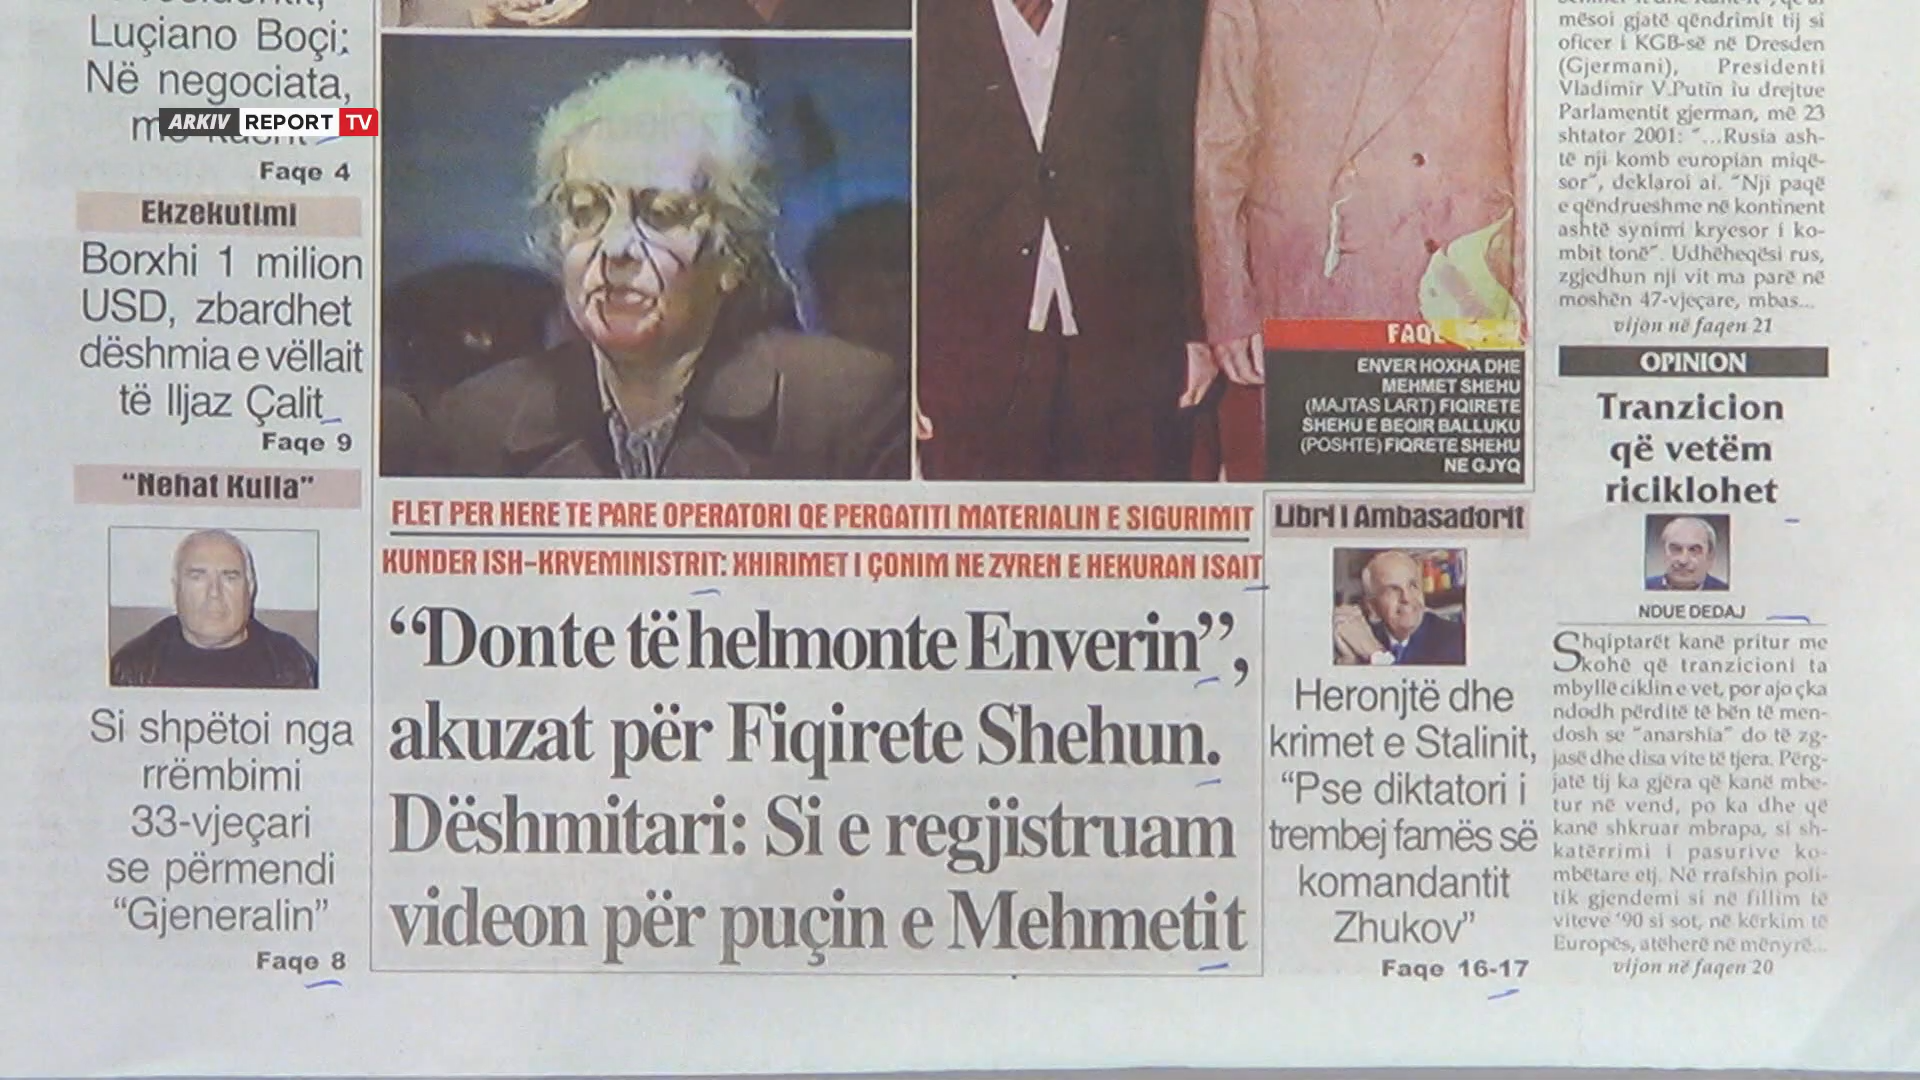 Luçiano Boçi:
Në negociata,
ARKIV REPORT TV
Faqe 4
Ekzekutimi
Borxhi 1 milion
USD, zbardhet
dëshmia e vëllait
të Iljaz Çalit
Faqe 9
"Nehat Kulla"
Si shpëtoi nga
rrëmbimi
33-vjeçari
se përmendi
"Gjeneralin"
Faqe 8
ENVER HOXHA DHE
MEHMET SHEHU
(MAJTAS LART) FIQIRETE
SHEHU E BEQIR BALLUKU
(POSHTE) FIQRETE SHEHU
NE GJYQ
FLET PER HERE TE PARE OPERATORI QE PERGATITI MATERIALIN E SIGURIMIT
KUNDER ISH-KRYEMINISTRIT: XHIRIMET I ÇONIM NE ZYREN E HEKURAN ISAIT
"Donte të helmonte Enverin",
akuzat për Fiqirete Shehun.
Dëshmitari: Si e regjistruam
videon për puçin e Mehmetit
Libri i Ambasadorit
Heronjtë dhe
krimet e Stalinit,
"Pse diktatori i
trembej famës së
komandantit
Zhukov"
Faqe 16-17
mësoi gjatë qëndrimit tij si
oficer i KGB-së në Dresden
(Gjermani), Presidenti
Vladimir V.Putin iu drejtue
Parlamentit gjerman, më 23
shtator 2001: "...Rusia ash-
të nji komb europian miqë-
sor", deklaroi ai. "Nji paqë
e qëndrueshme në kontinent
ashtë synimi kryesor i ko-
mbit tonë". Udhëheqësi rus,
zgjedhun nji vit ma parë në
moshën 47-vjeçare, mbas...
vijon në faqen 21
OPINION
Tranzicion
që vetëm
riciklohet
NDUE DEDAJ
Shqiptarët kanë pritur me
kohë që tranzicioni ta
mbyllë ciklin e vet, por ajo çka
ndodh përditë të bën të men-
dosh se "anarshia" do të zg-
jasë dhe disa vite të tjera. Përg-
jatë tij ka gjëra që kanë mbe-
tur në vend, po ka dhe që
kanë shkruar mbrapa, si sh-
katërrimi i pasurive ko-
mbëtare etj. Në rrafshin poli-
tik gjendemi si në fillim të
viteve '90 si sot, në kërkim të
Europës, atëherë në mënyrë...
vijon në faqen 20